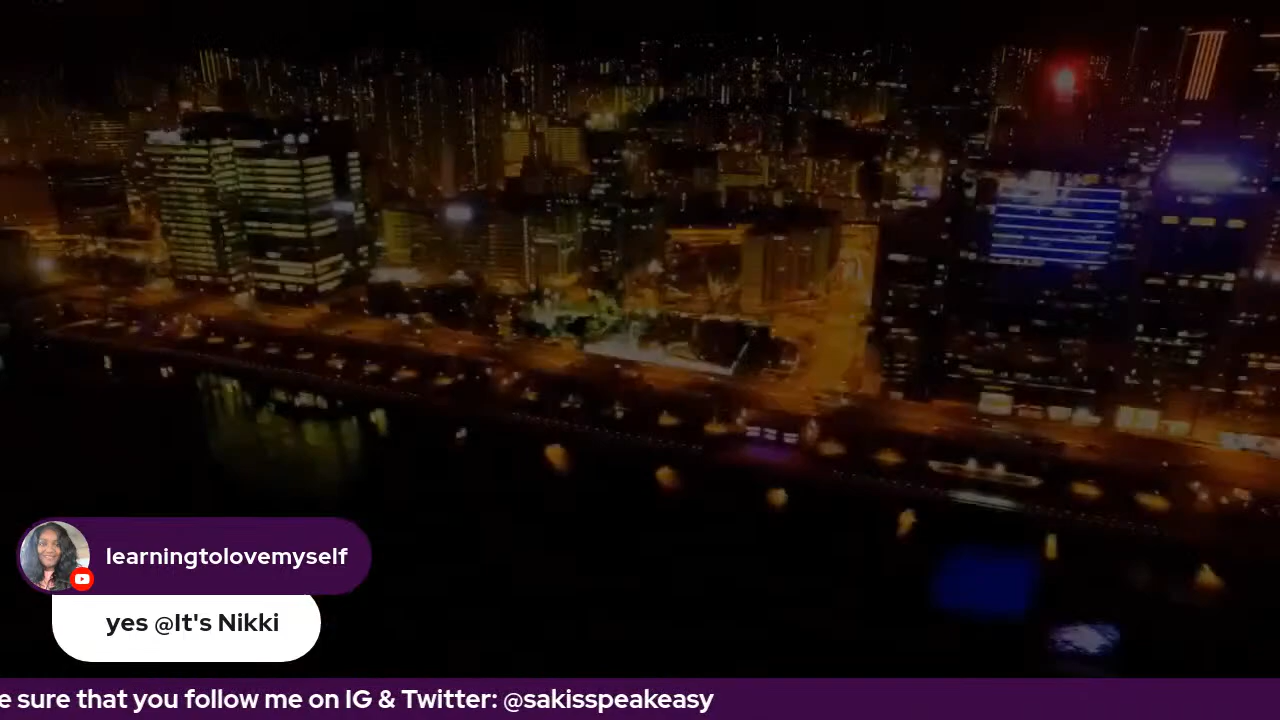 learningtolovemyself
yes @It's Nikki
e sure that you follow me on IG & Twitter: @sakisspeakeasy